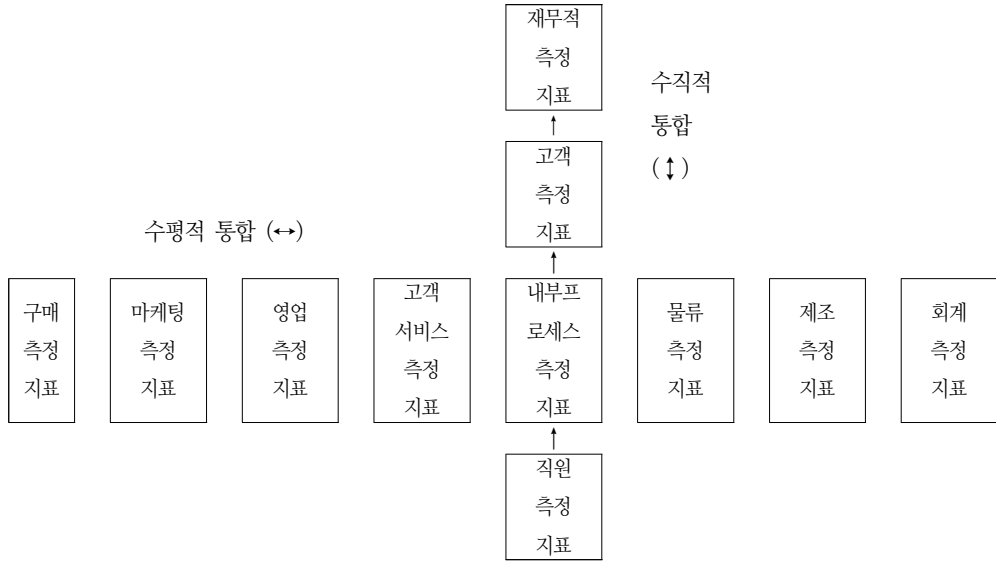 재무적
측정
지표
수직적
통합
(↕)
고객
측정
지표
수평적 통합 (↔)
구매
측정
지표
마케팅
측정
지표
영업
측정
지표
고객
서비스
측정
지표
내부프
로세스
측정
지표
물류
측정
지표
제조
측정
지표
회계
측정
지표
직원
측정
지표